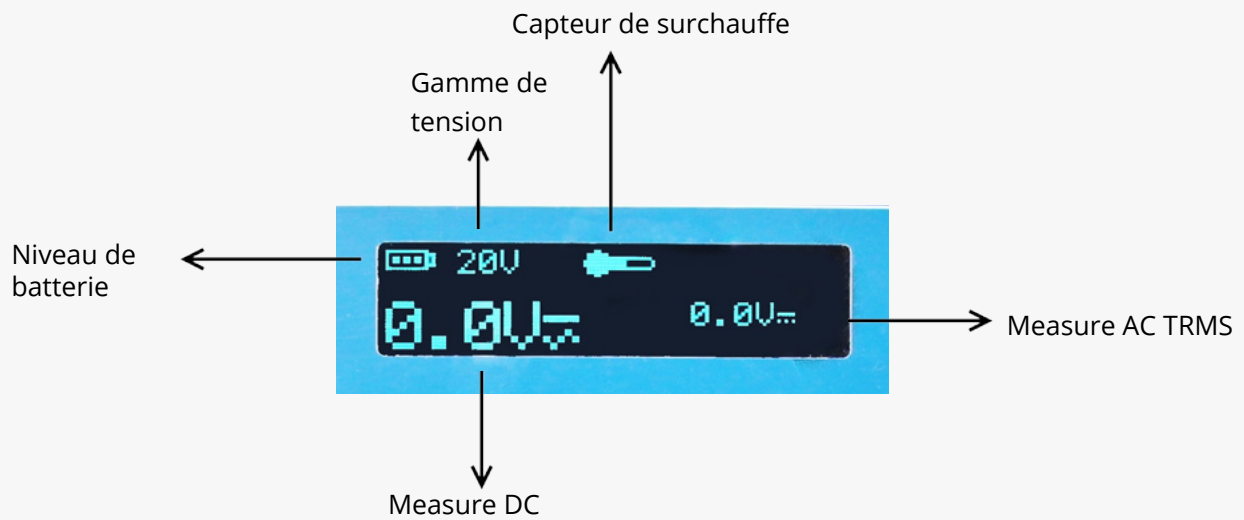 Capteur de surchauffe
Gamme de
tension
Niveau de
batterie
20V
0.0V
0.0V
Measure AC TRMS
Measure DC